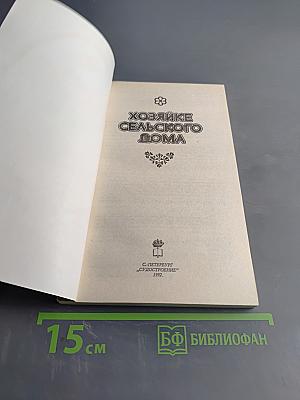 ХОЗЯЙКЕ
СЕЛЬСКОГО
ДОМА
С.-ПЕТЕРБУРГ
„СУДОСТРОЕНИЕ"
1992
15 см
БФ БИБЛИОФАН